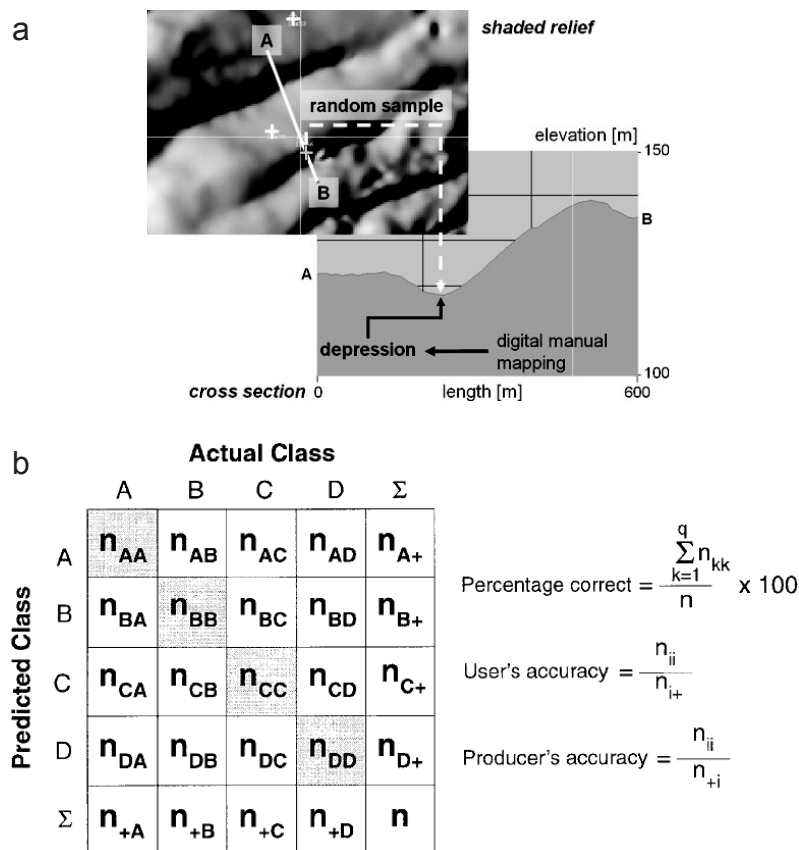 a
shaded relief
A
random sample
elevation [m]
150
B
B
A
depression
digital manual
mapping
100
cross section
0
length [m]
600
b
Actual Class
A B C D Σ
Predicted Class
A n_AA n_AB n_AC n_AD n_A+
B n_BA n_BB n_BC n_BD n_B+
C n_CA n_CB n_CC n_CD n_C+
D n_DA n_DB n_DC n_DD n_D+
Σ n_+A n_+B n_+C n_+D n
Percentage correct = q Σ k=1 n_kk / n x 100
User's accuracy = n_ii / n_i+
Producer's accuracy = n_ii / n_+i